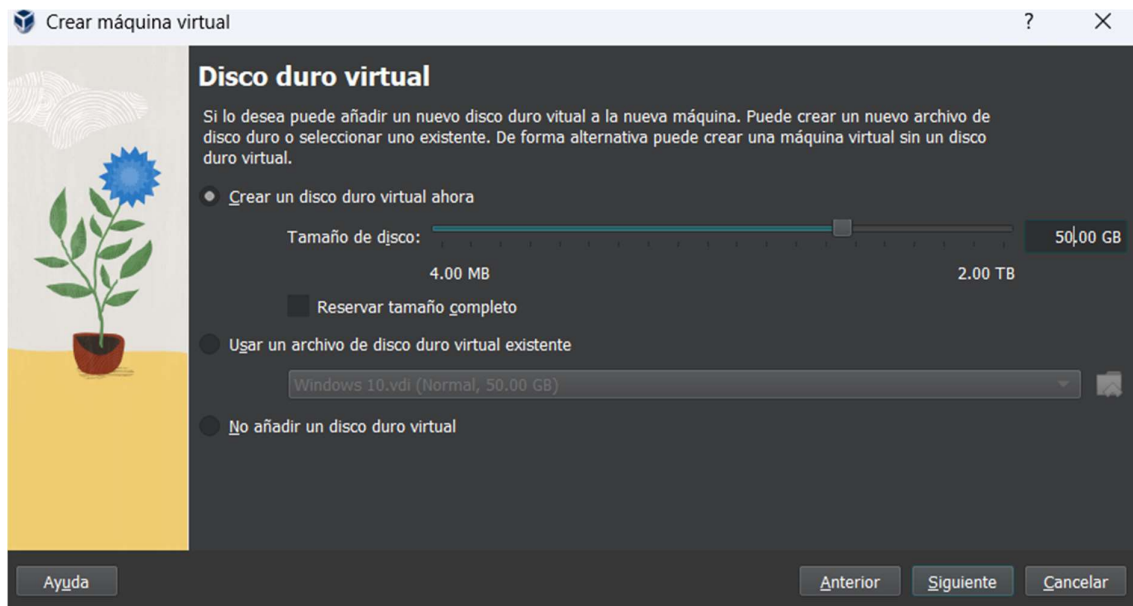 Crear máquina virtual
?
Disco duro virtual
Si lo desea puede añadir un nuevo disco duro vitual a la nueva máquina. Puede crear un nuevo archivo de
disco duro o seleccionar uno existente. De forma alternativa puede crear una máquina virtual sin un disco
duro virtual.
Crear un disco duro virtual ahora
Tamaño de disco: 50.00 GB
4.00 MB 2.00 TB
Reservar tamaño completo
Usar un archivo de disco duro virtual existente
Windows 10.vdi (Normal, 50.00 GB)
No añadir un disco duro virtual
Ayuda Anterior Siguiente Cancelar